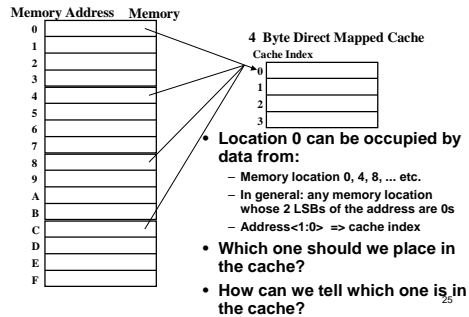 Memory Address Memory
0
1
2
3
4
5
6
7
8
9
A
B
C
D
E
F
4 Byte Direct Mapped Cache
Cache Index
0
1
2
3
• Location 0 can be occupied by
data from:
– Memory location 0, 4, 8, ... etc.
– In general: any memory location
whose 2 LSBs of the address are 0s
– Address<1:0> => cache index
• Which one should we place in
the cache?
• How can we tell which one is in
the cache?
25